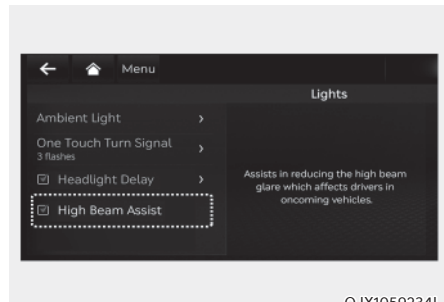 Menu
Lights
Ambient Light
One Touch Turn Signal
3 flashes
Headlight Delay
High Beam Assist
Assists in reducing the high beam
glare which affects drivers in
oncoming vehicles.